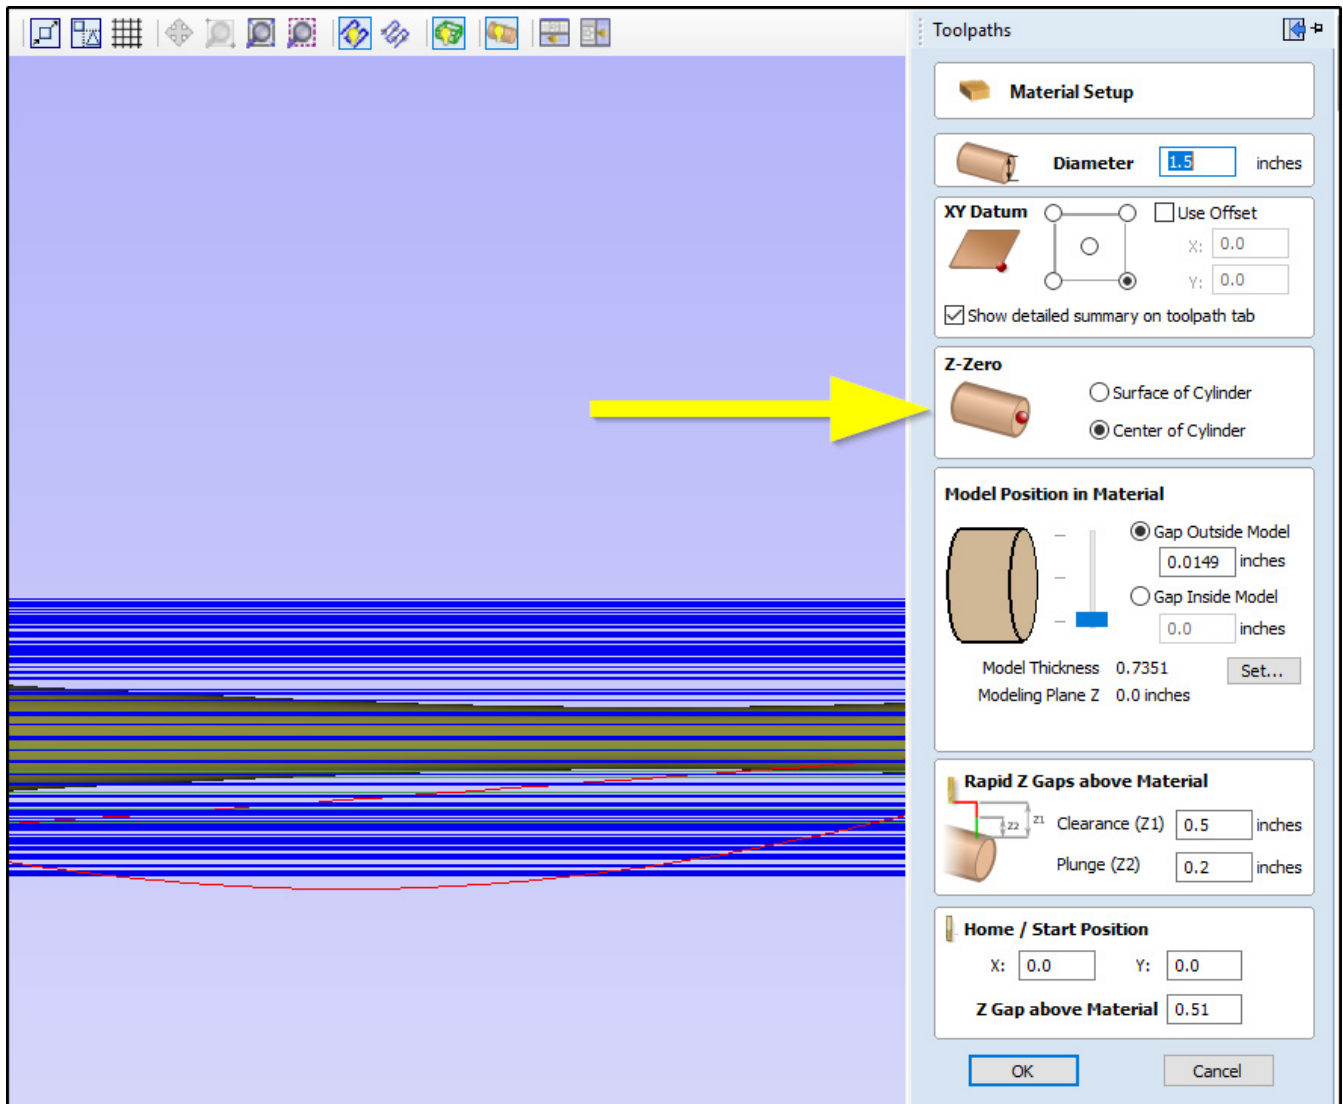 Toolpaths
Material Setup
Diameter 1.5 inches
XY Datum
Use Offset
X: 0.0
Y: 0.0
Show detailed summary on toolpath tab
Z-Zero
Surface of Cylinder
Center of Cylinder
Model Position in Material
Gap Outside Model
0.0149 inches
Gap Inside Model
0.0 inches
Model Thickness 0.7351
Set...
Modeling Plane Z 0.0 inches
Rapid Z Gaps above Material
Z2 Z1 Clearance (Z1) 0.5 inches
Plunge (Z2) 0.2 inches
Home / Start Position
X: 0.0 Y: 0.0
Z Gap above Material 0.51
OK Cancel